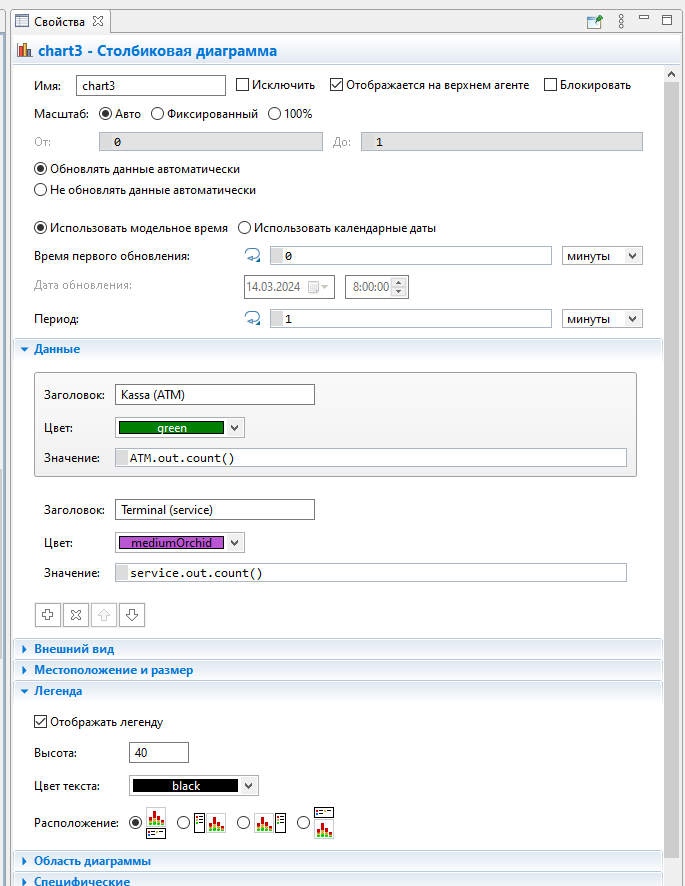 Свойства
chart3 - Столбиковая диаграмма
Имя: chart3 Исключить Отображается на верхнем агенте Блокировать
Масштаб: Авто Фиксированный 100%
От: 0 До: 1
Обновлять данные автоматически
Не обновлять данные автоматически
Использовать модельное время Использовать календарные даты
Время первого обновления: 0 минуты
Дата обновления: 14.03.2024 8:00:00
Период: 1 минуты
Данные
Заголовок: Kassa (ATM)
Цвет: green
Значение: ATM.out.count()
Заголовок: Terminal (service)
Цвет: mediumOrchid
Значение: service.out.count()
Внешний вид
Местоположение и размер
Легенда
Отображать легенду
Высота: 40
Цвет текста: black
Расположение:
Область диаграммы
Специфические